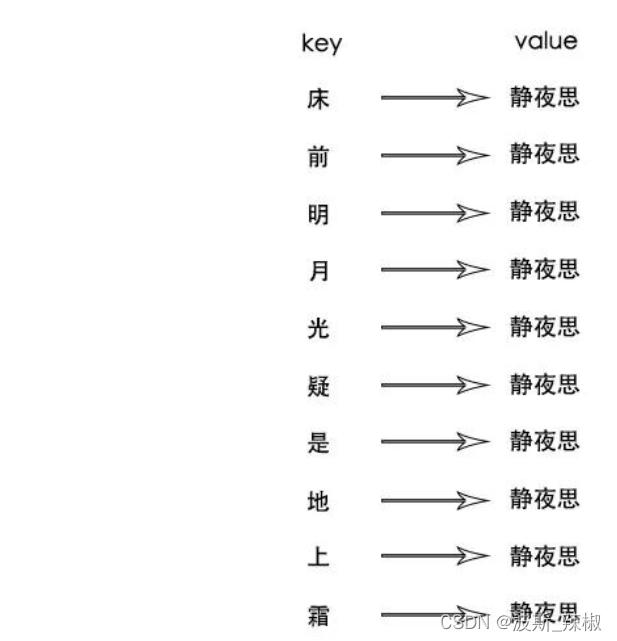 key value
床 静夜思
前 静夜思
明 静夜思
月 静夜思
光 静夜思
疑 静夜思
是 静夜思
地 静夜思
上 静夜思
霜 静夜思
CSDN @波斯_辣椒